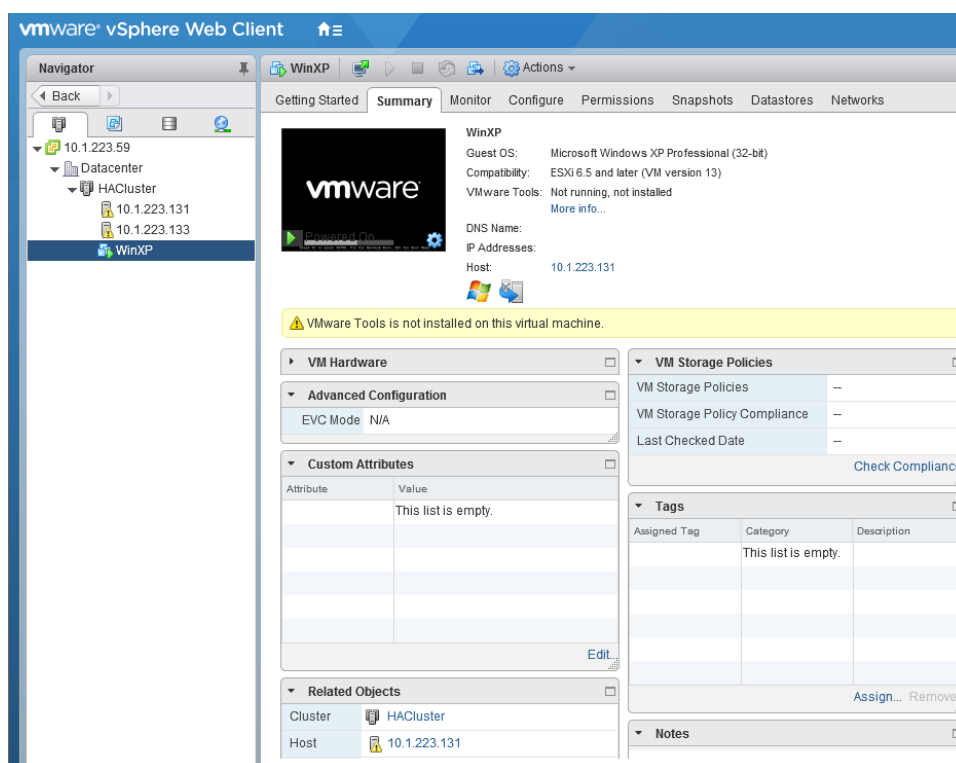 vmware® vSphere Web Client
Navigator
WinXP
Actions
Back
Getting Started Summary Monitor Configure Permissions Snapshots Datastores Networks
10.1.223.59
Datacenter
HACluster
10.1.223.131
10.1.223.133
WinXP
vmware
Powered On
WinXP
Guest OS: Microsoft Windows XP Professional (32-bit)
Compatibility: ESXi 6.5 and later (VM version 13)
VMware Tools: Not running, not installed
More info...
DNS Name:
IP Addresses:
Host: 10.1.223.131
VMware Tools is not installed on this virtual machine.
VM Hardware
Advanced Configuration
EVC Mode N/A
Custom Attributes
Attribute Value
This list is empty.
Edit...
Related Objects
Cluster HACluster
Host 10.1.223.131
VM Storage Policies
VM Storage Policies --
VM Storage Policy Compliance --
Last Checked Date --
Check Compliance
Tags
Assigned Tag Category Description
This list is empty.
Assign... Remove
Notes